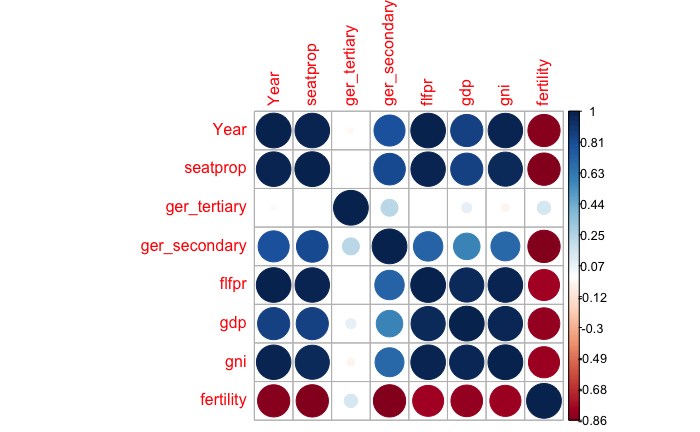 Year
seatprop
ger_tertiary
ger_secondary
flfpr
gdp
gni
fertility
Year
seatprop
ger_tertiary
ger_secondary
flfpr
gdp
gni
fertility
1
0.81
0.63
0.44
0.25
0.07
-0.12
-0.3
-0.49
-0.68
-0.86